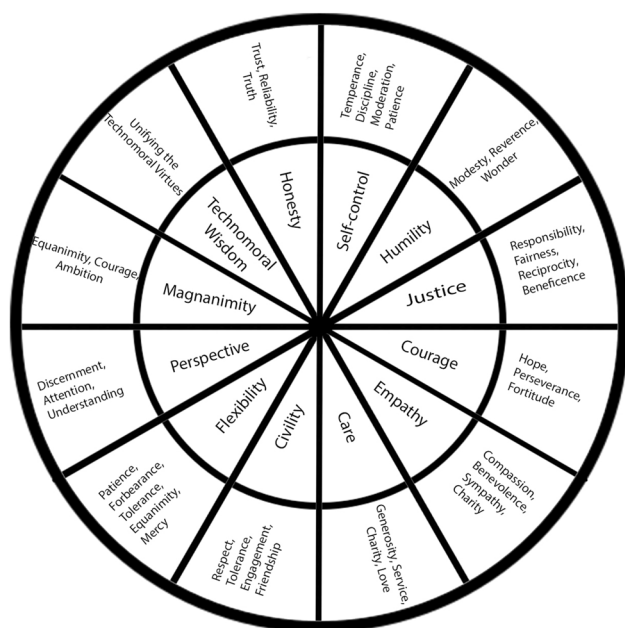 Honesty
Trust, Reliability,
Truth
Self-control
Temperance,
Discipline,
Moderation,
Patience
Humility
Modesty, Reverence,
Wonder
Justice
Responsibility,
Fairness,
Reciprocity,
Beneficence
Courage
Hope,
Perseverance,
Fortitude
Empathy
Compassion,
Benevolence,
Sympathy,
Charity
Care
Generosity, Service,
Charity, Love
Civility
Respect,
Tolerance,
Engagement,
Friendship
Flexibility
Patience,
Forbearance,
Tolerance,
Equanimity,
Mercy
Perspective
Discernment,
Attention,
Understanding
Magnanimity
Equanimity, Courage,
Ambition
Technomoral
Wisdom
Unifying the
Technomoral Virtues